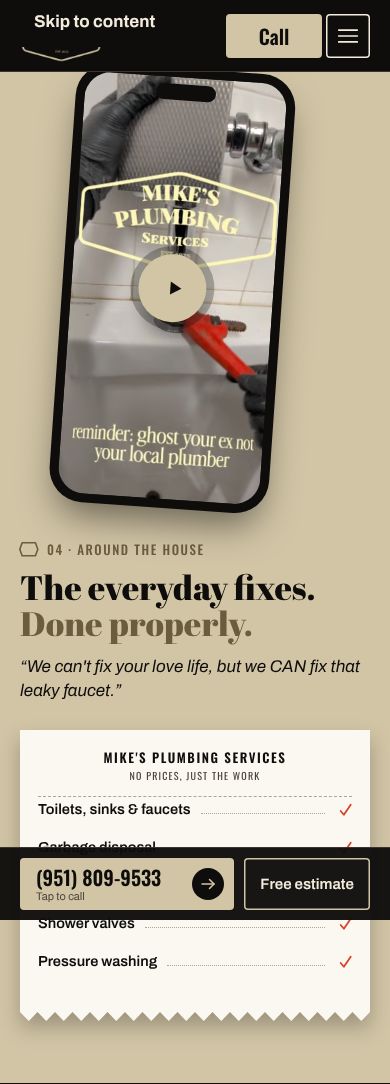 Skip to content
Call
MIKE'S
PLUMBING
SERVICES
reminder: ghost your ex not
your local plumber
04 · AROUND THE HOUSE
The everyday fixes.
Done properly.
“We can't fix your love life, but we CAN fix that
leaky faucet.”
MIKE'S PLUMBING SERVICES
NO PRICES, JUST THE WORK
Toilets, sinks & faucets
Garbage disposal
(951) 809-9533
Tap to call
Free estimate
Shower valves
Pressure washing